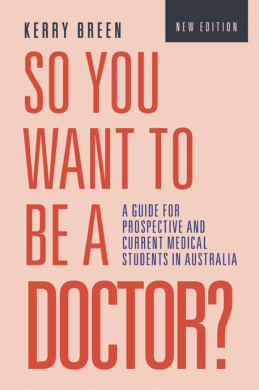 KERRY BREEN
NEW EDITION
SO YOU
WANT TO
BE A
A GUIDE FOR
PROSPECTIVE AND
CURRENT MEDICAL
STUDENTS IN AUSTRALIA
DOCTOR?